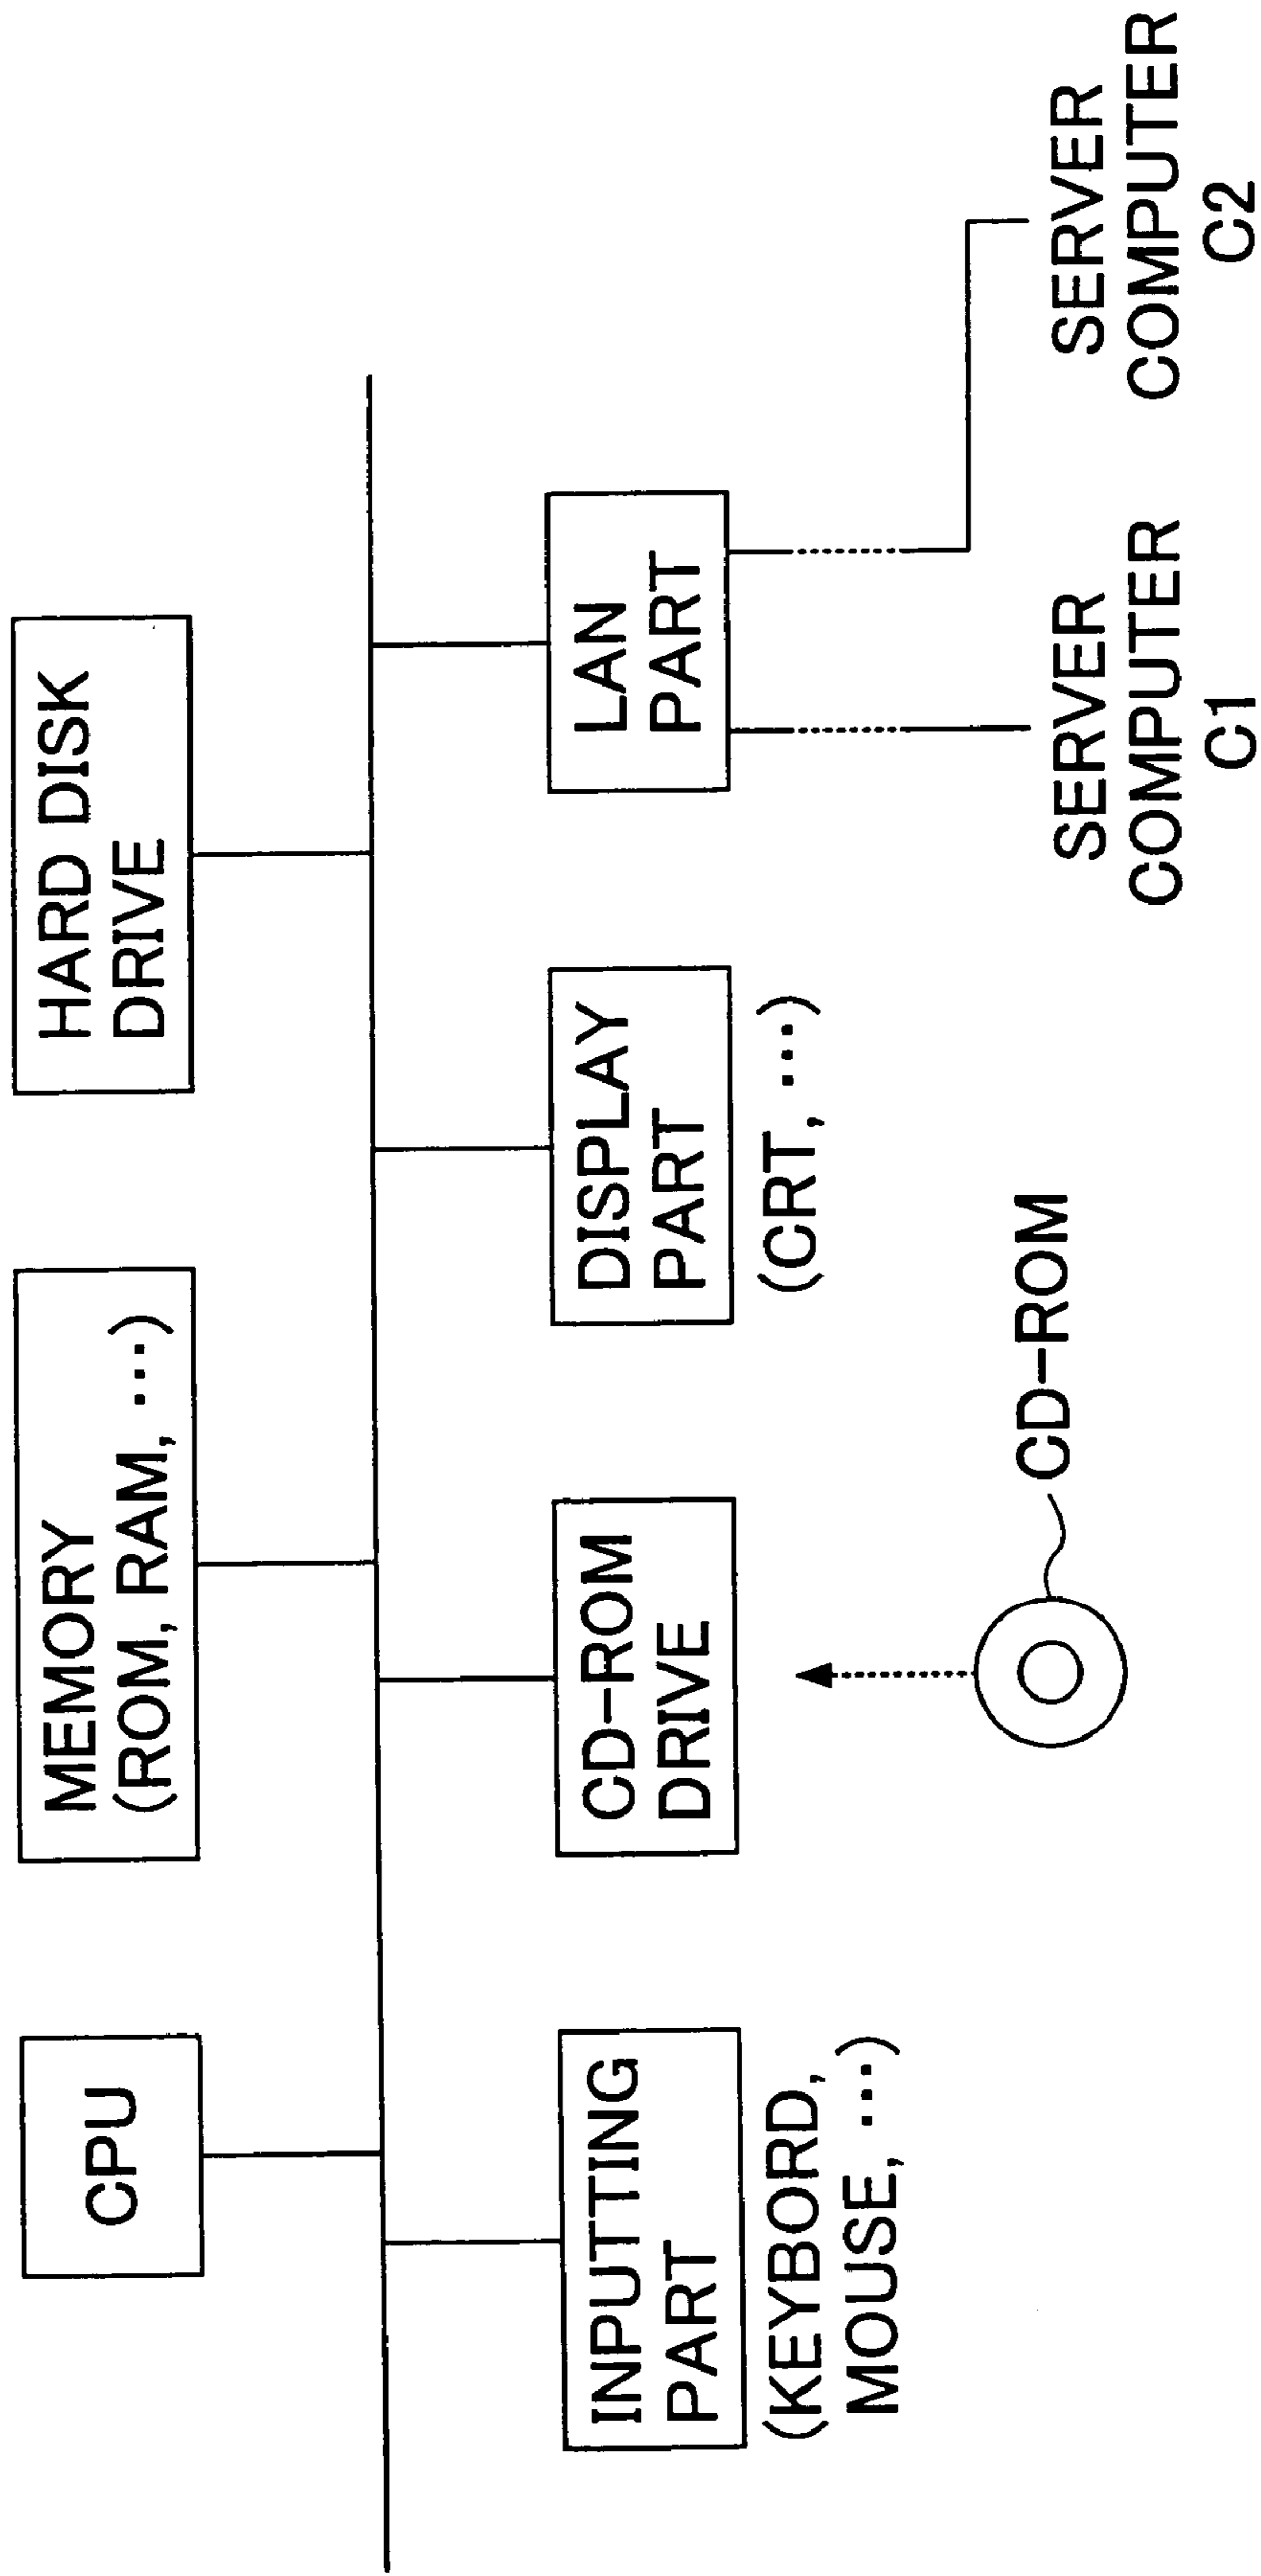 CPU
MEMORY
(ROM, RAM, ···)
HARD DISK
DRIVE
INPUTTING
PART
(KEYBORD,
MOUSE, ···)
CD-ROM
DRIVE
CD-ROM
DISPLAY
PART
(CRT, ···)
LAN
PART
SERVER
COMPUTER
C1
SERVER
COMPUTER
C2